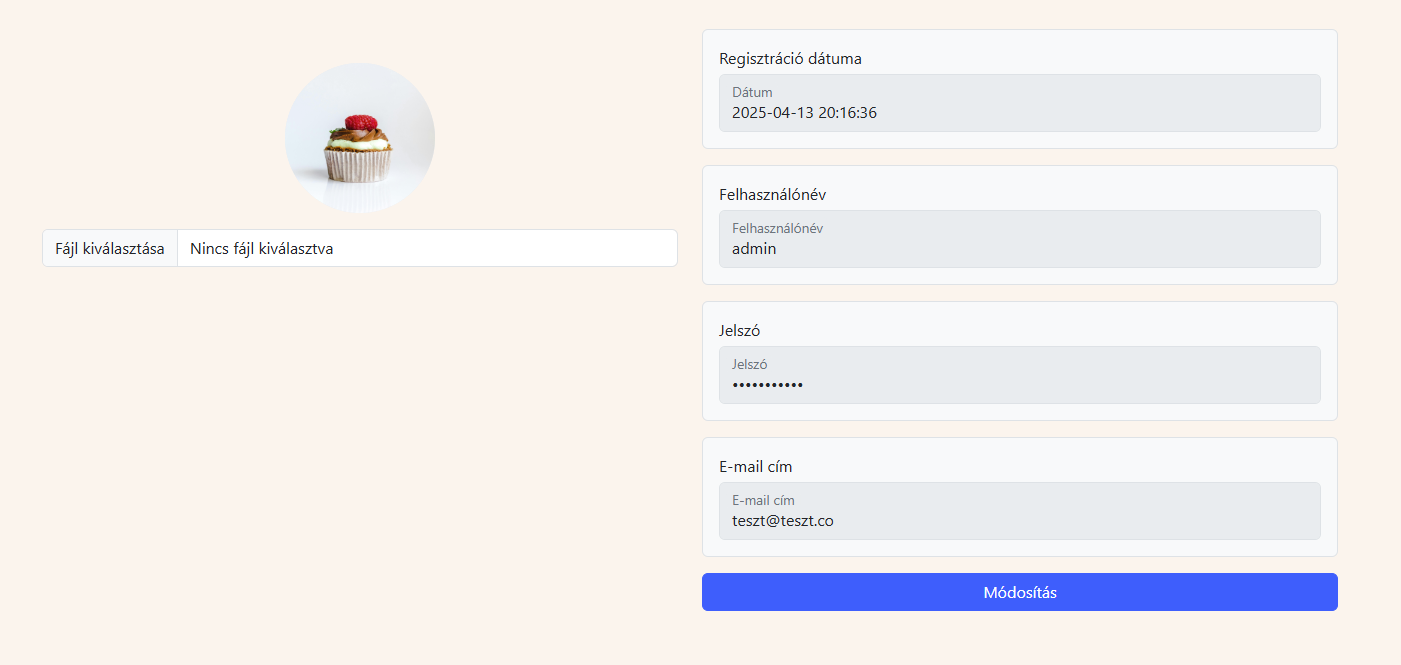 Fájl kiválasztása Nincs fájl kiválasztva
Regisztráció dátuma
Dátum
2025-04-13 20:16:36
Felhasználónév
Felhasználónév
admin
Jelszó
Jelszó
•••••••••••
E-mail cím
E-mail cím
teszt@teszt.co
Módosítás